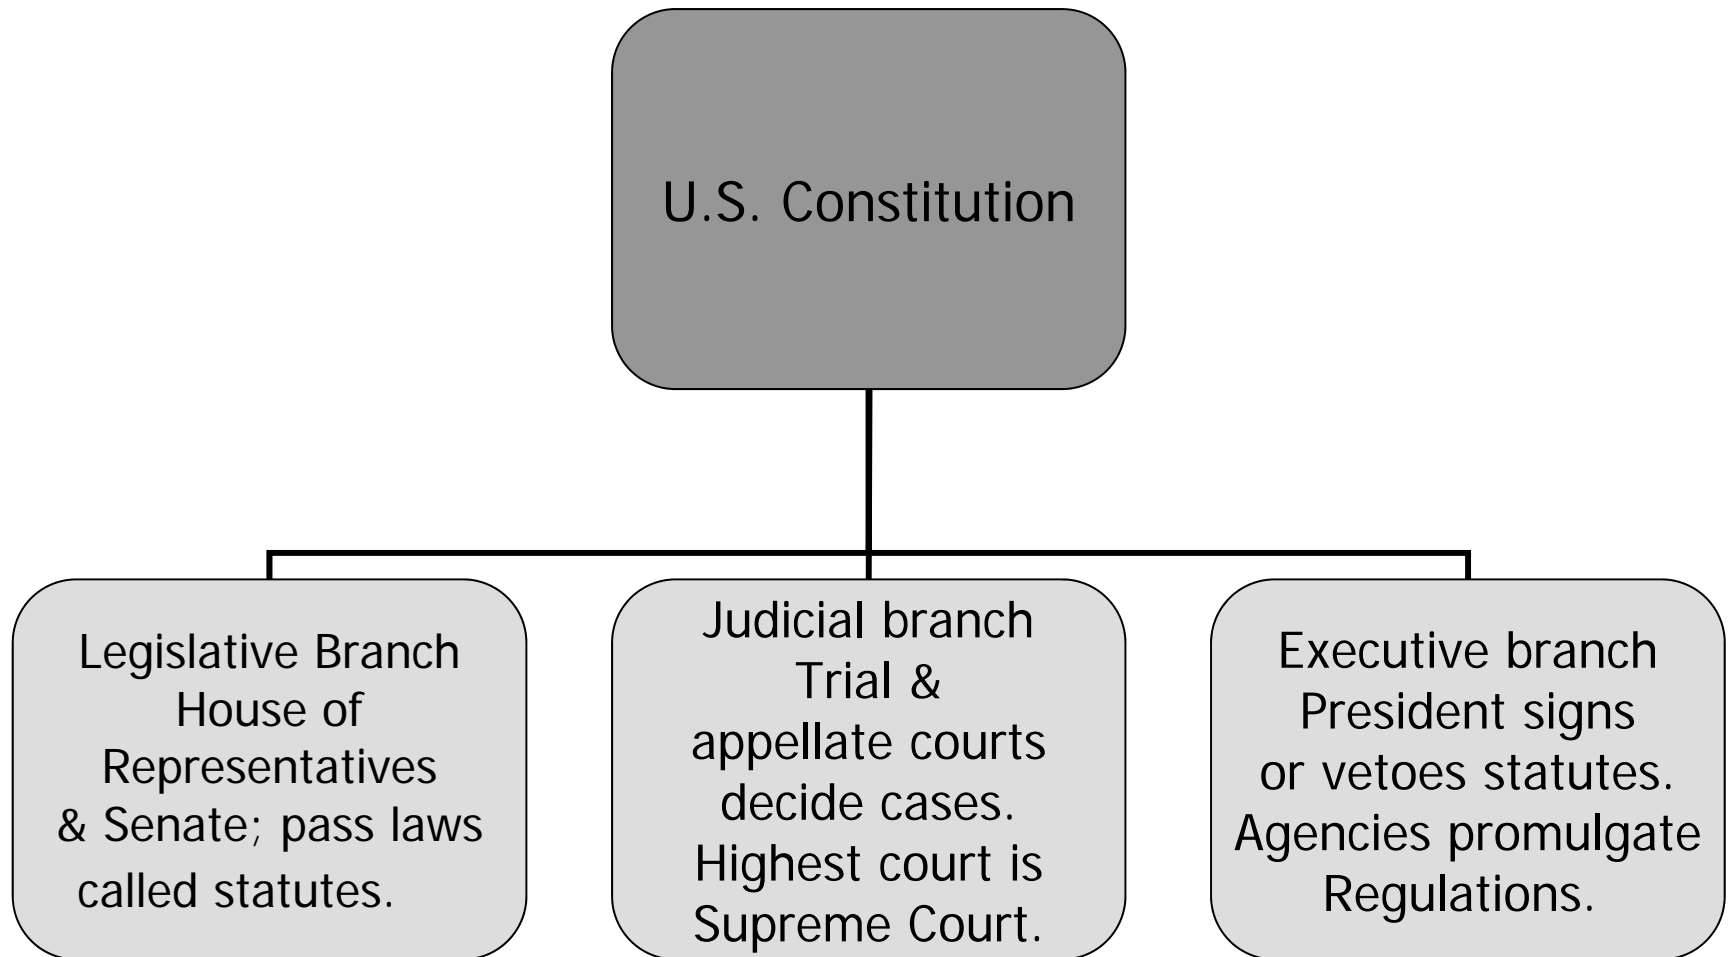 U.S. Constitution
Legislative Branch
House of
Representatives
& Senate; pass laws
called statutes.
Judicial branch
Trial &
appellate courts
decide cases.
Highest court is
Supreme Court.
Executive branch
President signs
or vetoes statutes.
Agencies promulgate
Regulations.